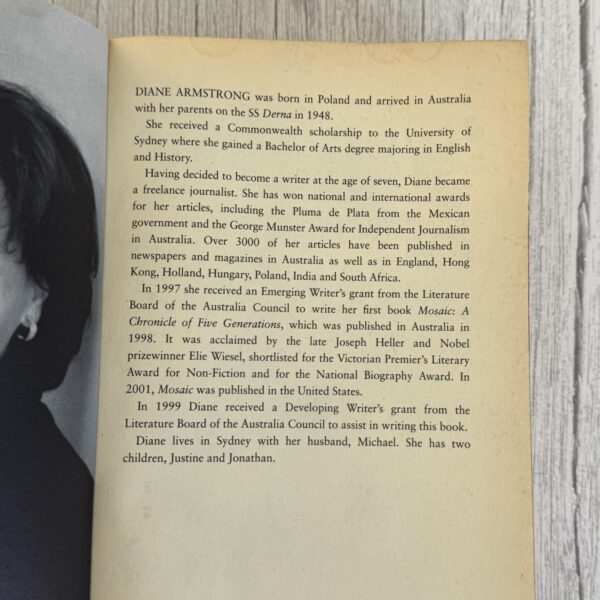 DIANE ARMSTRONG was born in Poland and arrived in Australia
with her parents on the SS Derna in 1948.
She received a Commonwealth scholarship to the University of
Sydney where she gained a Bachelor of Arts degree majoring in English
and History.
Having decided to become a writer at the age of seven, Diane became
a freelance journalist. She has won national and international awards
for her articles, including the Pluma de Plata from the Mexican
government and the George Munster Award for Independent Journalism
in Australia. Over 3000 of her articles have been published in
newspapers and magazines in Australia as well as in England, Hong
Kong, Holland, Hungary, Poland, India and South Africa.
In 1997 she received an Emerging Writer's grant from the Literature
Board of the Australia Council to write her first book Mosaic: A
Chronicle of Five Generations, which was published in Australia in
1998. It was acclaimed by the late Joseph Heller and Nobel
prizewinner Elie Wiesel, shortlisted for the Victorian Premier's Literary
Award for Non-Fiction and for the National Biography Award. In
2001, Mosaic was published in the United States.
In 1999 Diane received a Developing Writer's grant from the
Literature Board of the Australia Council to assist in writing this book.
Diane lives in Sydney with her husband, Michael. She has two
children, Justine and Jonathan.